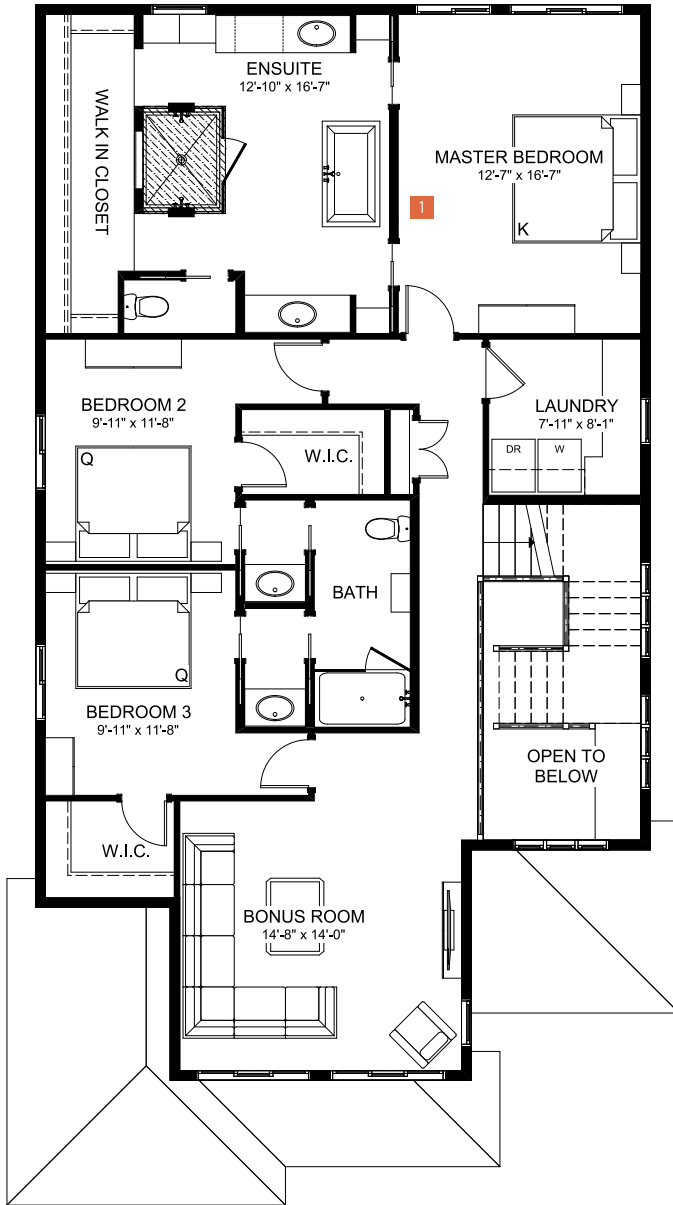 ENSUITE
12'-10" x 16'-7"
WALK IN CLOSET
MASTER BEDROOM
12'-7" x 16'-7"
1
K
BEDROOM 2
9'-11" x 11'-8"
LAUNDRY
7'-11" x 8'-1"
DR
W
Q
W.I.C.
BATH
Q
BEDROOM 3
9'-11" x 11'-8"
OPEN TO
BELOW
W.I.C.
BONUS ROOM
14'-8" x 14'-0"